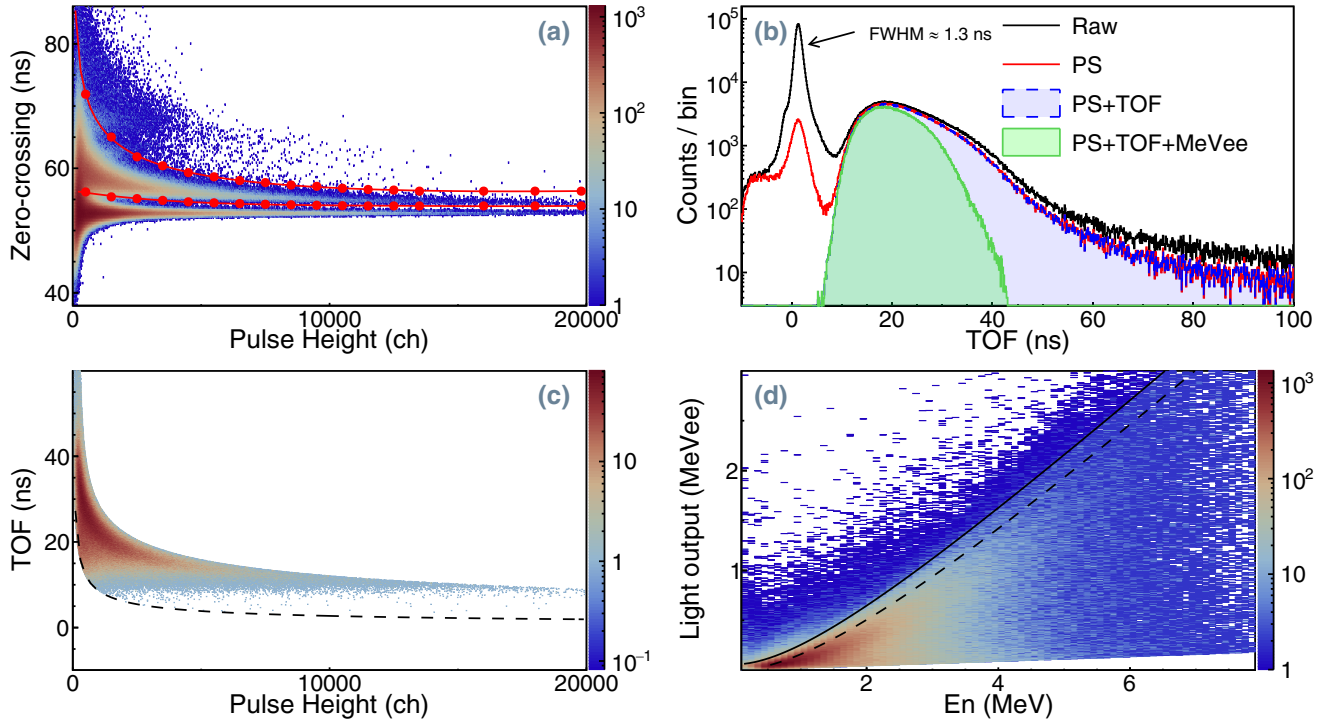 (a)
Zero-crossing (ns)
80
60
40
0
10000
20000
Pulse Height (ch)
10³
10²
10
1
(b)
FWHM ≈ 1.3 ns
Raw
PS
PS+TOF
PS+TOF+MeVee
Counts / bin
10⁵
10⁴
10³
10²
10
0
20
40
60
80
100
TOF (ns)
(c)
TOF (ns)
40
20
0
0
10000
20000
Pulse Height (ch)
10
1
10⁻¹
(d)
Light output (MeVee)
2
1
2
4
6
En (MeV)
10³
10²
10
1